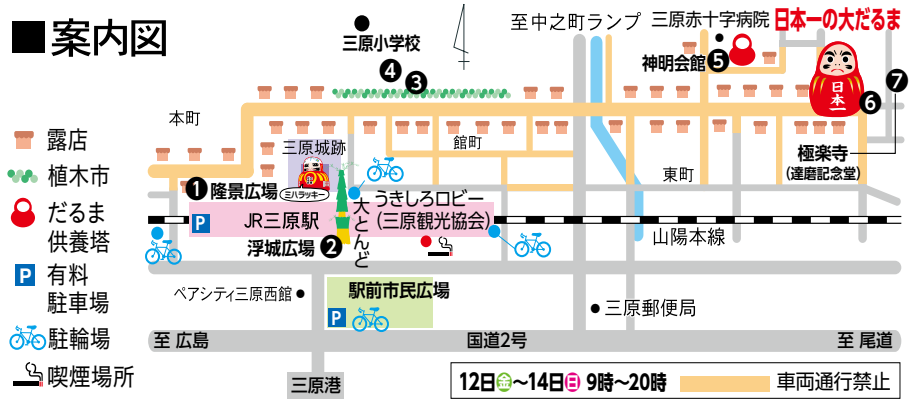 ■案内図
三原小学校
至中之町ランプ
三原赤十字病院
日本一の大だるま
神明会館❺
❹
❸
❼
日本一
❻
本町
露店
植木市
だるま
供養塔
P 有料
駐車場
駐輪場
喫煙場所
三原城跡
ミハラッキー
館町
東町
極楽寺
(達磨記念堂)
❶隆景広場
P JR三原駅
浮城広場❷
大とんど
うきしろロビー
(三原観光協会)
山陽本線
ペアシティ三原西館
駅前市民広場
P
三原郵便局
至 広島
国道2号
至 尾道
三原港
12日金〜14日日 9時〜20時
車両通行禁止